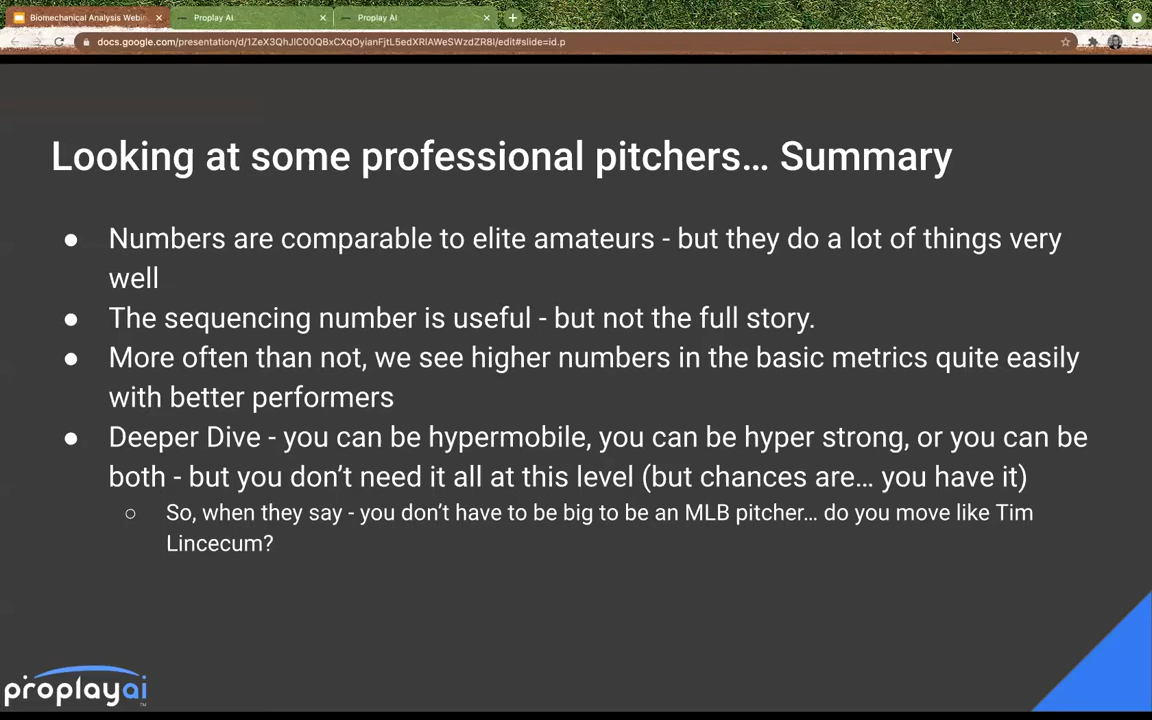 Biomechanical Analysis Webin
Proplay AI
Proplay AI
docs.google.com/presentation/d/1ZeX3QhJlC00QBxCXqOyianFjtL5edXRlAWeSWzdZR8I/edit#slide=id.p
Looking at some professional pitchers… Summary
● Numbers are comparable to elite amateurs - but they do a lot of things very
well
● The sequencing number is useful - but not the full story.
● More often than not, we see higher numbers in the basic metrics quite easily
with better performers
● Deeper Dive - you can be hypermobile, you can be hyper strong, or you can be
both - but you don’t need it all at this level (but chances are… you have it)
○ So, when they say - you don’t have to be big to be an MLB pitcher… do you move like Tim
Lincecum?
proplayai
TM